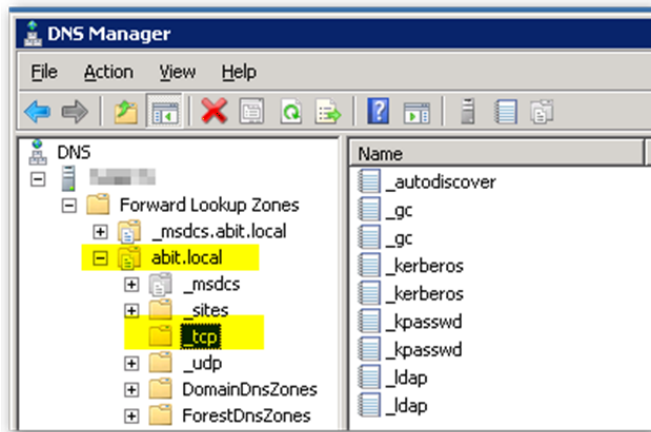 DNS Manager
File Action View Help
DNS
Forward Lookup Zones
_msdcs.abit.local
abit.local
_msdcs
_sites
_tcp
_udp
DomainDnsZones
ForestDnsZones
Name
_autodiscover
_gc
_gc
_kerberos
_kerberos
_kpasswd
_kpasswd
_ldap
_ldap